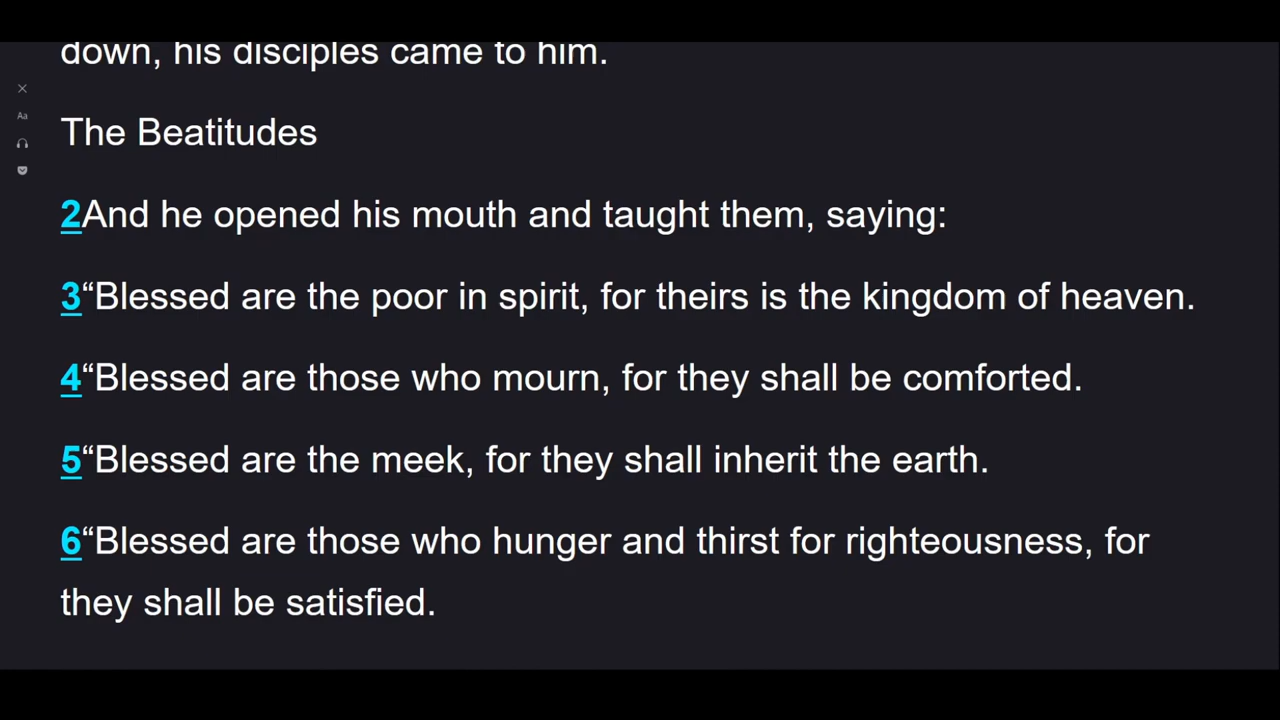 down, his disciples came to him.
Aa
The Beatitudes
2And he opened his mouth and taught them, saying:
3“Blessed are the poor in spirit, for theirs is the kingdom of heaven.
4“Blessed are those who mourn, for they shall be comforted.
5“Blessed are the meek, for they shall inherit the earth.
6“Blessed are those who hunger and thirst for righteousness, for
they shall be satisfied.